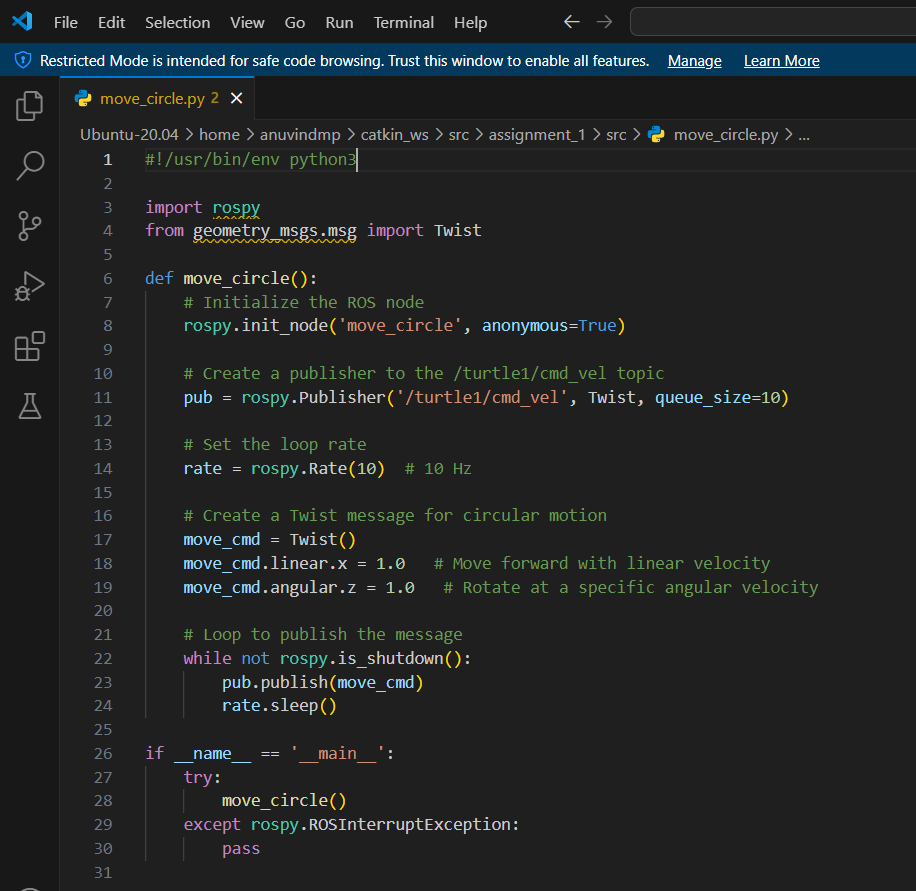 File Edit Selection View Go Run Terminal Help
Restricted Mode is intended for safe code browsing. Trust this window to enable all features. Manage Learn More
move_circle.py 2
Ubuntu-20.04 > home > anuvindmp > catkin_ws > src > assignment_1 > src > move_circle.py > ...
1 #!/usr/bin/env python3
2
3 import rospy
4 from geometry_msgs.msg import Twist
5
6 def move_circle():
7     # Initialize the ROS node
8     rospy.init_node('move_circle', anonymous=True)
9
10     # Create a publisher to the /turtle1/cmd_vel topic
11     pub = rospy.Publisher('/turtle1/cmd_vel', Twist, queue_size=10)
12
13     # Set the loop rate
14     rate = rospy.Rate(10)  # 10 Hz
15
16     # Create a Twist message for circular motion
17     move_cmd = Twist()
18     move_cmd.linear.x = 1.0   # Move forward with linear velocity
19     move_cmd.angular.z = 1.0   # Rotate at a specific angular velocity
20
21     # Loop to publish the message
22     while not rospy.is_shutdown():
23         pub.publish(move_cmd)
24         rate.sleep()
25
26 if __name__ == '__main__':
27     try:
28         move_circle()
29     except rospy.ROSInterruptException:
30         pass
31